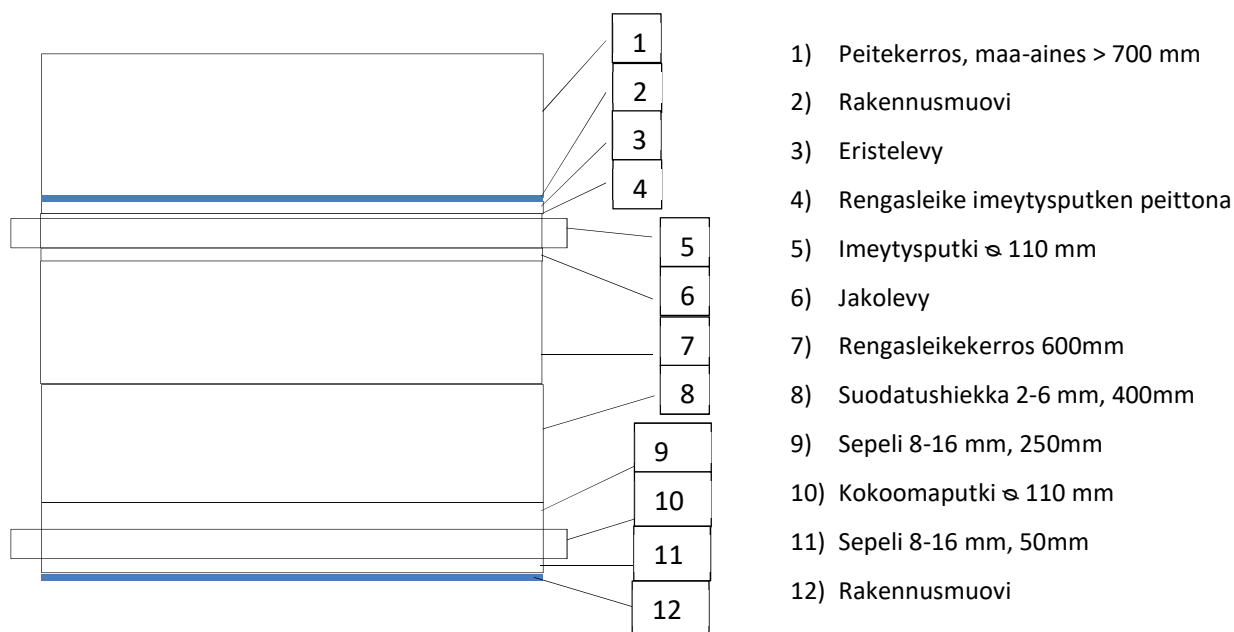 1
2
3
4
5
6
7
8
9
10
11
12
1) Peitekerros, maa-aines > 700 mm
2) Rakennusmuovi
3) Eristelevy
4) Rengasleike imeytysputken peittona
5) Imeytysputki ⦰ 110 mm
6) Jakolevy
7) Rengasleikekerros 600mm
8) Suodatushiekka 2-6 mm, 400mm
9) Sepeli 8-16 mm, 250mm
10) Kokoomaputki ⦰ 110 mm
11) Sepeli 8-16 mm, 50mm
12) Rakennusmuovi